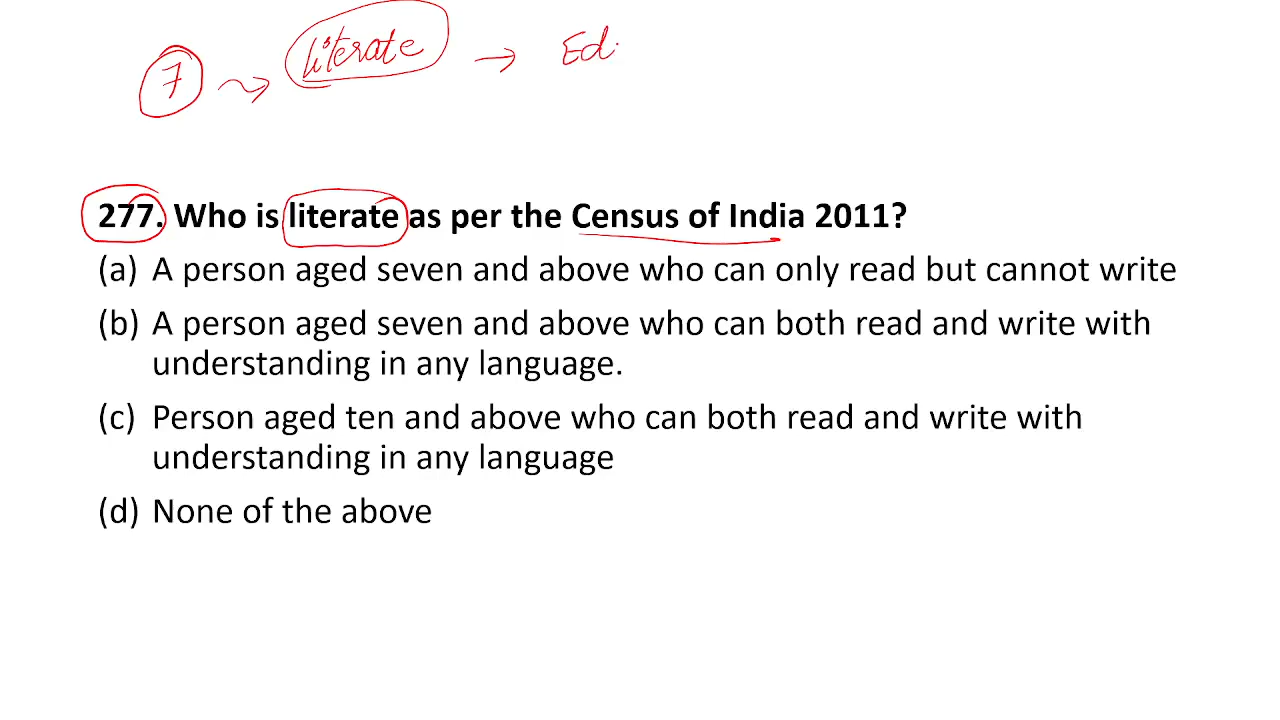 7 literate → Ed
277. Who is literate as per the Census of India 2011?
(a) A person aged seven and above who can only read but cannot write
(b) A person aged seven and above who can both read and write with
understanding in any language.
(c) Person aged ten and above who can both read and write with
understanding in any language
(d) None of the above